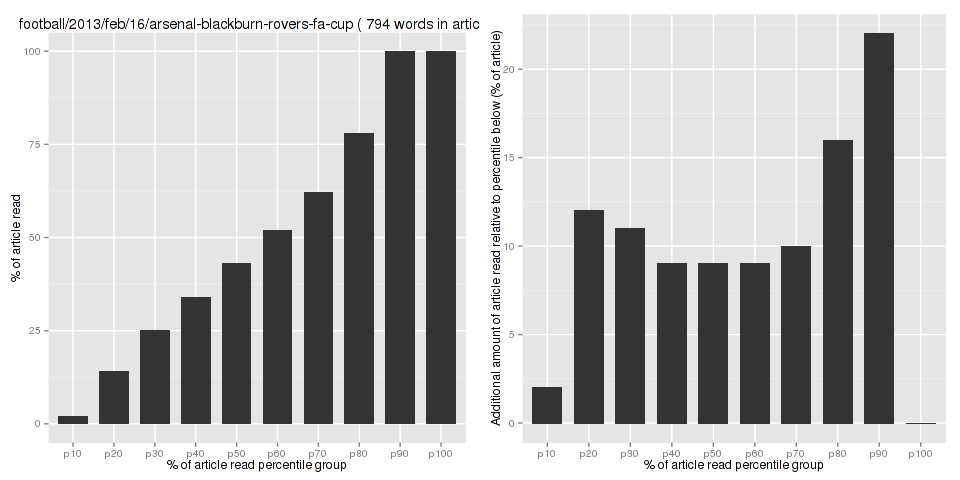 football/2013/feb/16/arsenal-blackburn-rovers-fa-cup ( 794 words in artic
% of article read
100
75
50
25
0
p10 p20 p30 p40 p50 p60 p70 p80 p90 p100
% of article read percentile group
Additional amount of article read relative to percentile below (% of article)
20
15
10
5
0
p10 p20 p30 p40 p50 p60 p70 p80 p90 p100
% of article read percentile group